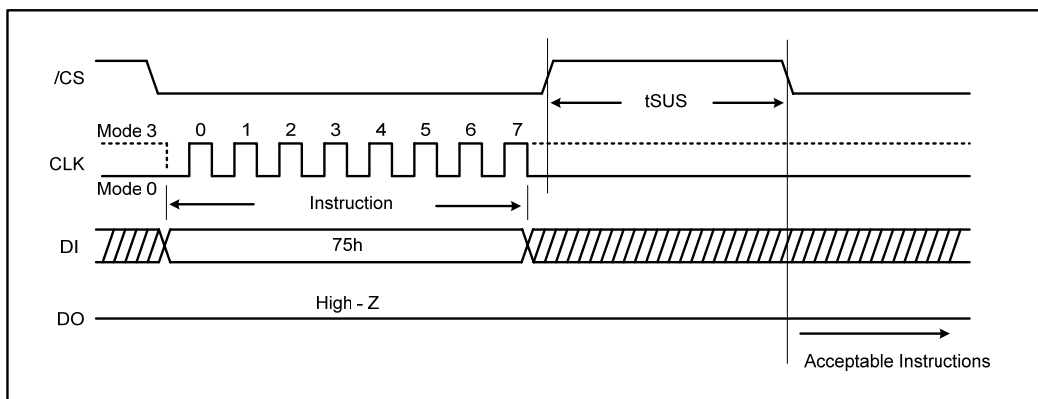 /CS
tSUS
Mode 3
0 1 2 3 4 5 6 7
CLK
Mode 0
Instruction
DI
75h
High - Z
DO
Acceptable Instructions